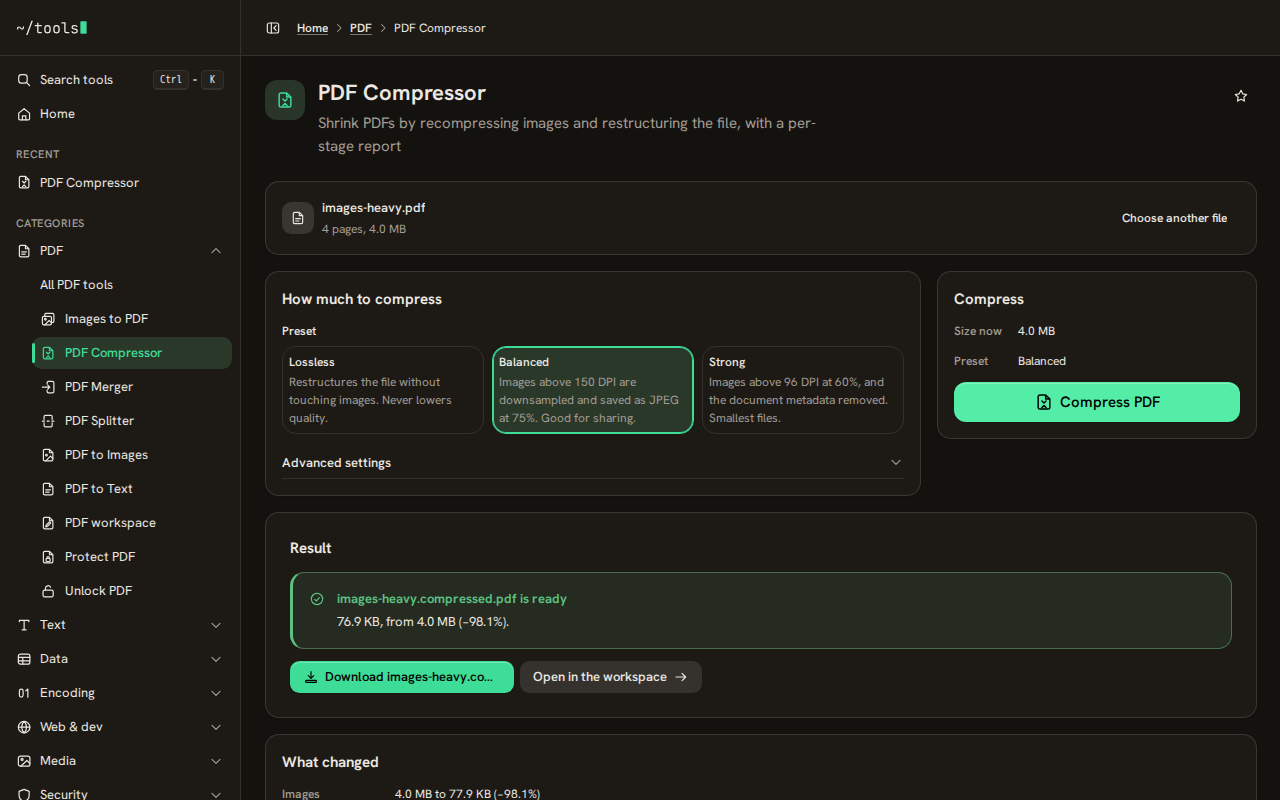 ~/tools
Home
PDF
PDF Compressor
Search tools
Ctrl - K
Home
RECENT
PDF Compressor
CATEGORIES
PDF
All PDF tools
Images to PDF
PDF Compressor
PDF Merger
PDF Splitter
PDF to Images
PDF to Text
PDF workspace
Protect PDF
Unlock PDF
Text
Data
01 Encoding
Web & dev
Media
Security
PDF Compressor
Shrink PDFs by recompressing images and restructuring the file, with a per-
stage report
images-heavy.pdf
4 pages, 4.0 MB
Choose another file
How much to compress
Preset
Lossless
Restructures the file without
touching images. Never lowers
quality.
Balanced
Images above 150 DPI are
downsampled and saved as JPEG
at 75%. Good for sharing.
Strong
Images above 96 DPI at 60%, and
the document metadata removed.
Smallest files.
Advanced settings
Compress
Size now 4.0 MB
Preset Balanced
Compress PDF
Result
images-heavy.compressed.pdf is ready
76.9 KB, from 4.0 MB (−98.1%).
Download images-heavy.co...
Open in the workspace
What changed
Images 4.0 MB to 77.9 KB (−98.1%)